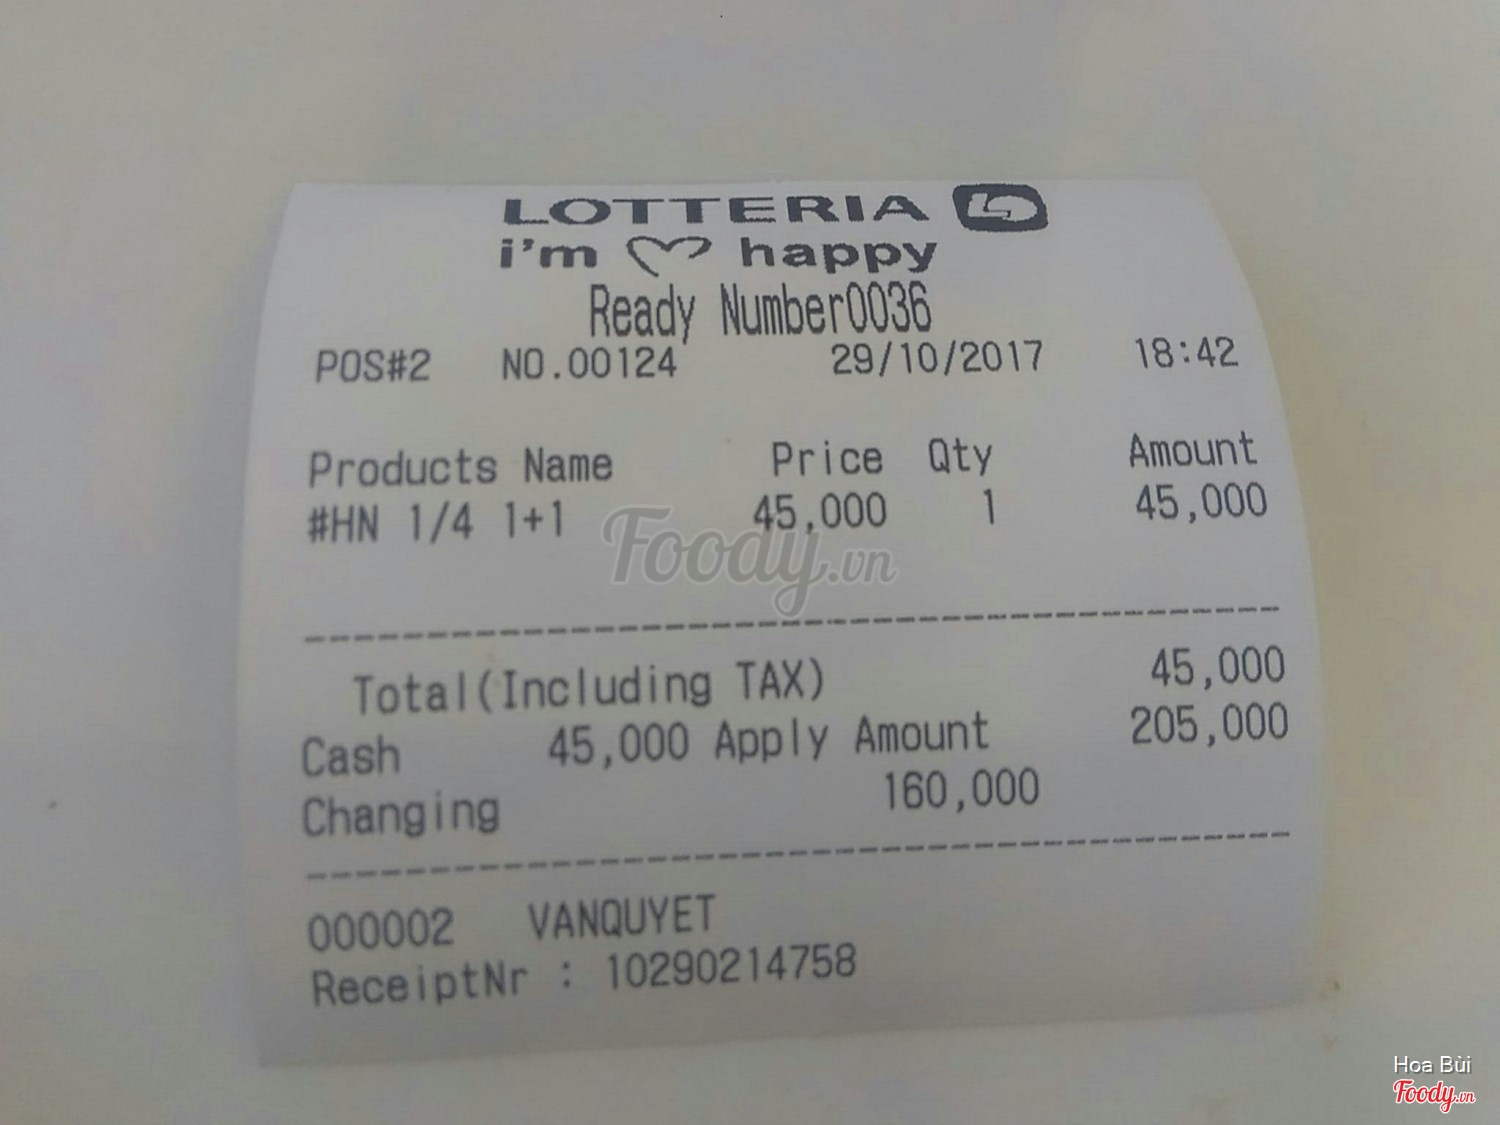 LOTTERIA
i'm happy
Ready Number0036
POS#2 NO.00124 29/10/2017 18:42
Products Name Price Qty Amount
#HN 1/4 1+1 45,000 1 45,000
Foody.vn
Total(Including TAX) 45,000
Cash 45,000 Apply Amount 205,000
Changing 160,000
000002 VANQUYET
ReceiptNr : 10290214758
Hoa Bùi
Foody.vn